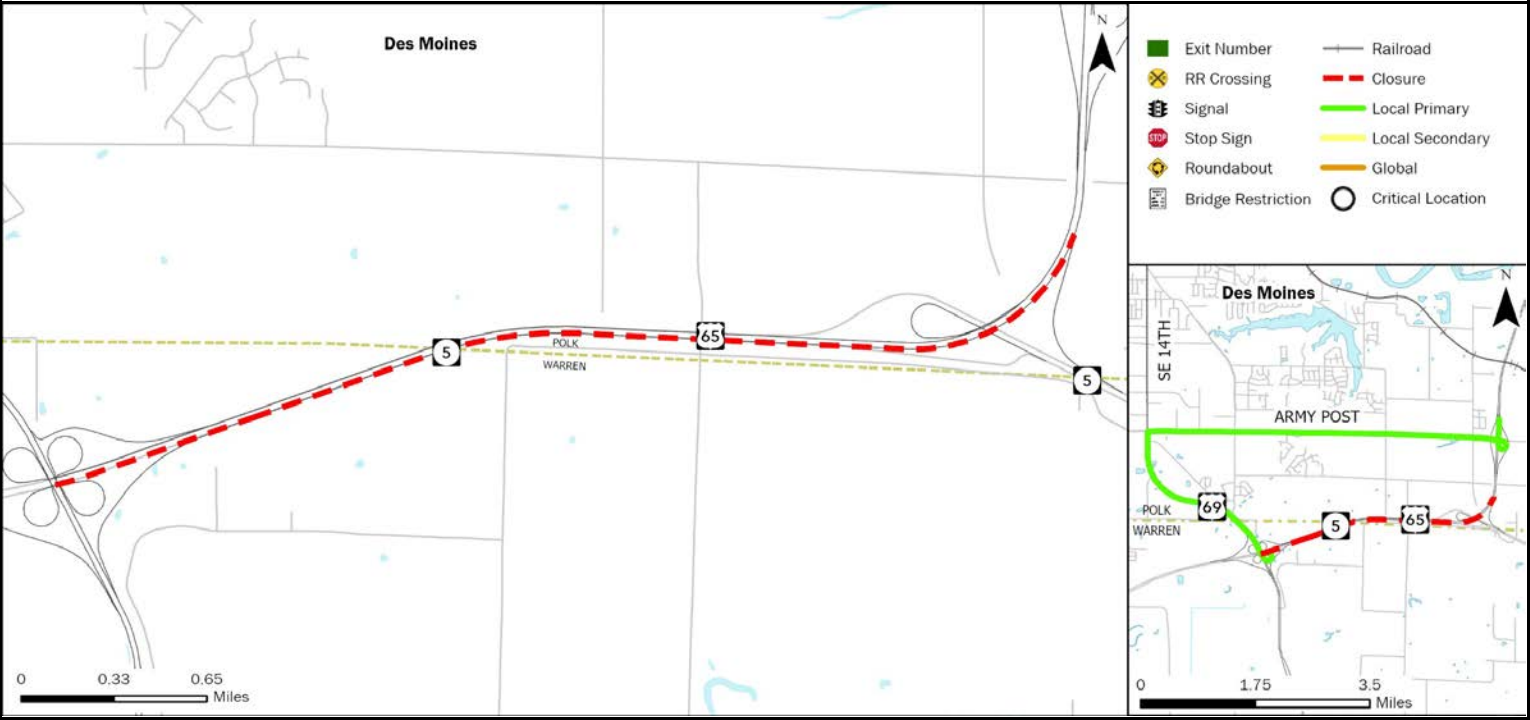 Des Moines
N
5
65
POLK
WARREN
5
0 0.33 0.65
Miles
Exit Number
RR Crossing
Signal
STOP
Stop Sign
Roundabout
Bridge Restriction
Railroad
Closure
Local Primary
Local Secondary
Global
Critical Location
Des Moines
N
SE 14TH
ARMY POST
69
POLK
WARREN
5
65
0 1.75 3.5
Miles